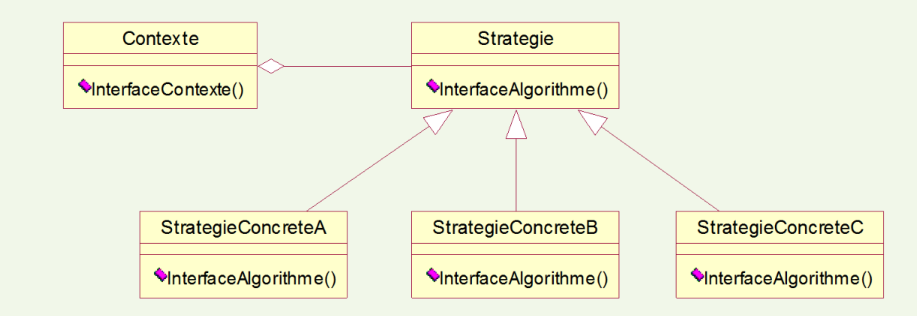 Contexte
InterfaceContexte()
Strategie
InterfaceAlgorithme()
StrategieConcreteA
InterfaceAlgorithme()
StrategieConcreteB
InterfaceAlgorithme()
StrategieConcreteC
InterfaceAlgorithme()